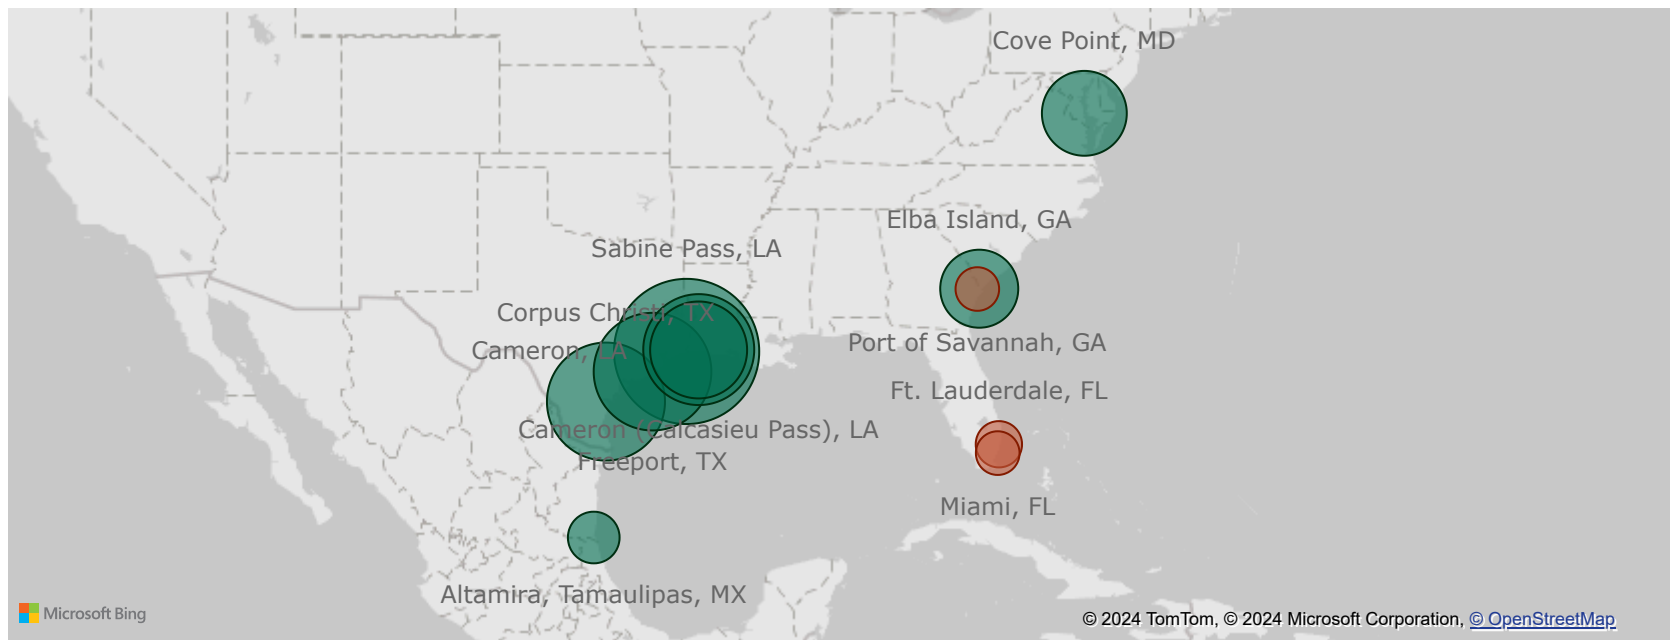 Cove Point, MD
Elba Island, GA
Sabine Pass, LA
Corpus Christi, TX
Port of Savannah, GA
Cameron, LA
Ft. Lauderdale, FL
Cameron (Calcasieu Pass), LA
Freeport, TX
Miami, FL
Altamira, Tamaulipas, MX
Microsoft Bing
© 2024 TomTom, © 2024 Microsoft Corporation, © OpenStreetMap